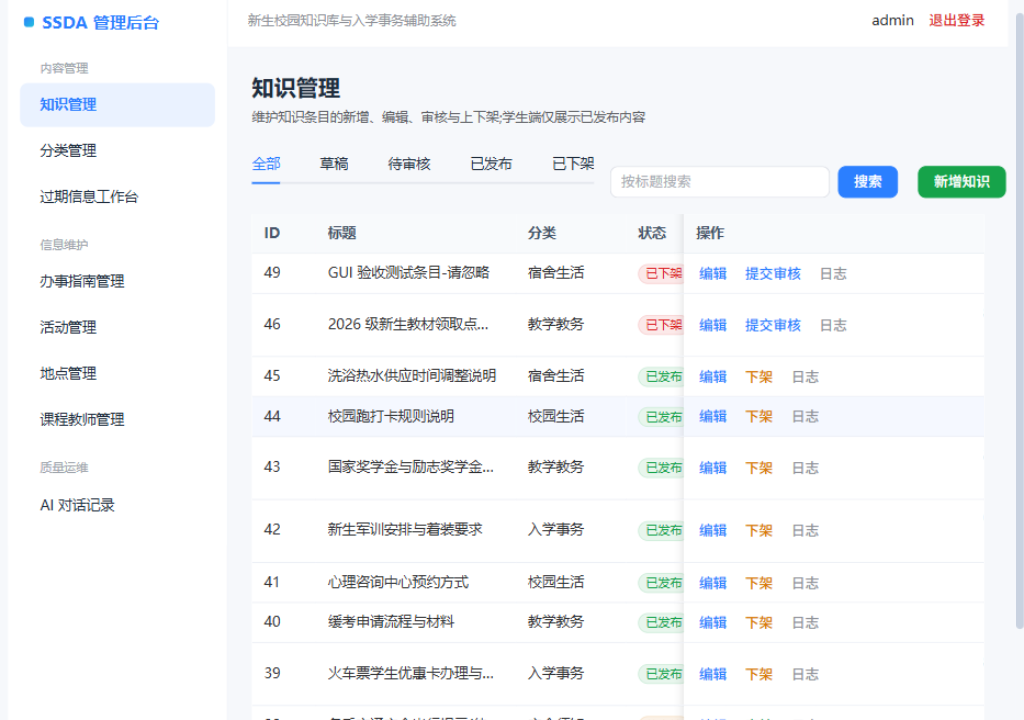 SSDA 管理后台
新生校园知识库与入学事务辅助系统
admin 退出登录
内容管理
知识管理
分类管理
过期信息工作台
信息维护
办事指南管理
活动管理
地点管理
课程教师管理
质量运维
AI 对话记录
知识管理
维护知识条目的新增、编辑、审核与上下架;学生端仅展示已发布内容
全部 草稿 待审核 已发布 已下架
按标题搜索 搜索 新增知识
ID 标题 分类 状态 操作
49 GUI 验收测试条目-请忽略 宿舍生活 已下架 编辑 提交审核 日志
46 2026 级新生教材领取点... 教学教务 已下架 编辑 提交审核 日志
45 洗浴热水供应时间调整说明 宿舍生活 已发布 编辑 下架 日志
44 校园跑打卡规则说明 校园生活 已发布 编辑 下架 日志
43 国家奖学金与励志奖学金... 教学教务 已发布 编辑 下架 日志
42 新生军训安排与着装要求 入学事务 已发布 编辑 下架 日志
41 心理咨询中心预约方式 校园生活 已发布 编辑 下架 日志
40 缓考申请流程与材料 教学教务 已发布 编辑 下架 日志
39 火车票学生优惠卡办理与... 入学事务 已发布 编辑 下架 日志